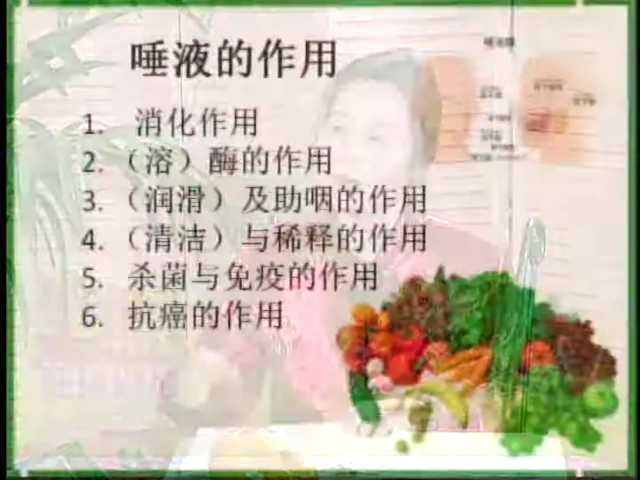 唾液的作用
1. 消化作用
2.（溶）酶的作用
3.（润滑）及助咽的作用
4.（清洁）与稀释的作用
5. 杀菌与免疫的作用
6. 抗癌的作用